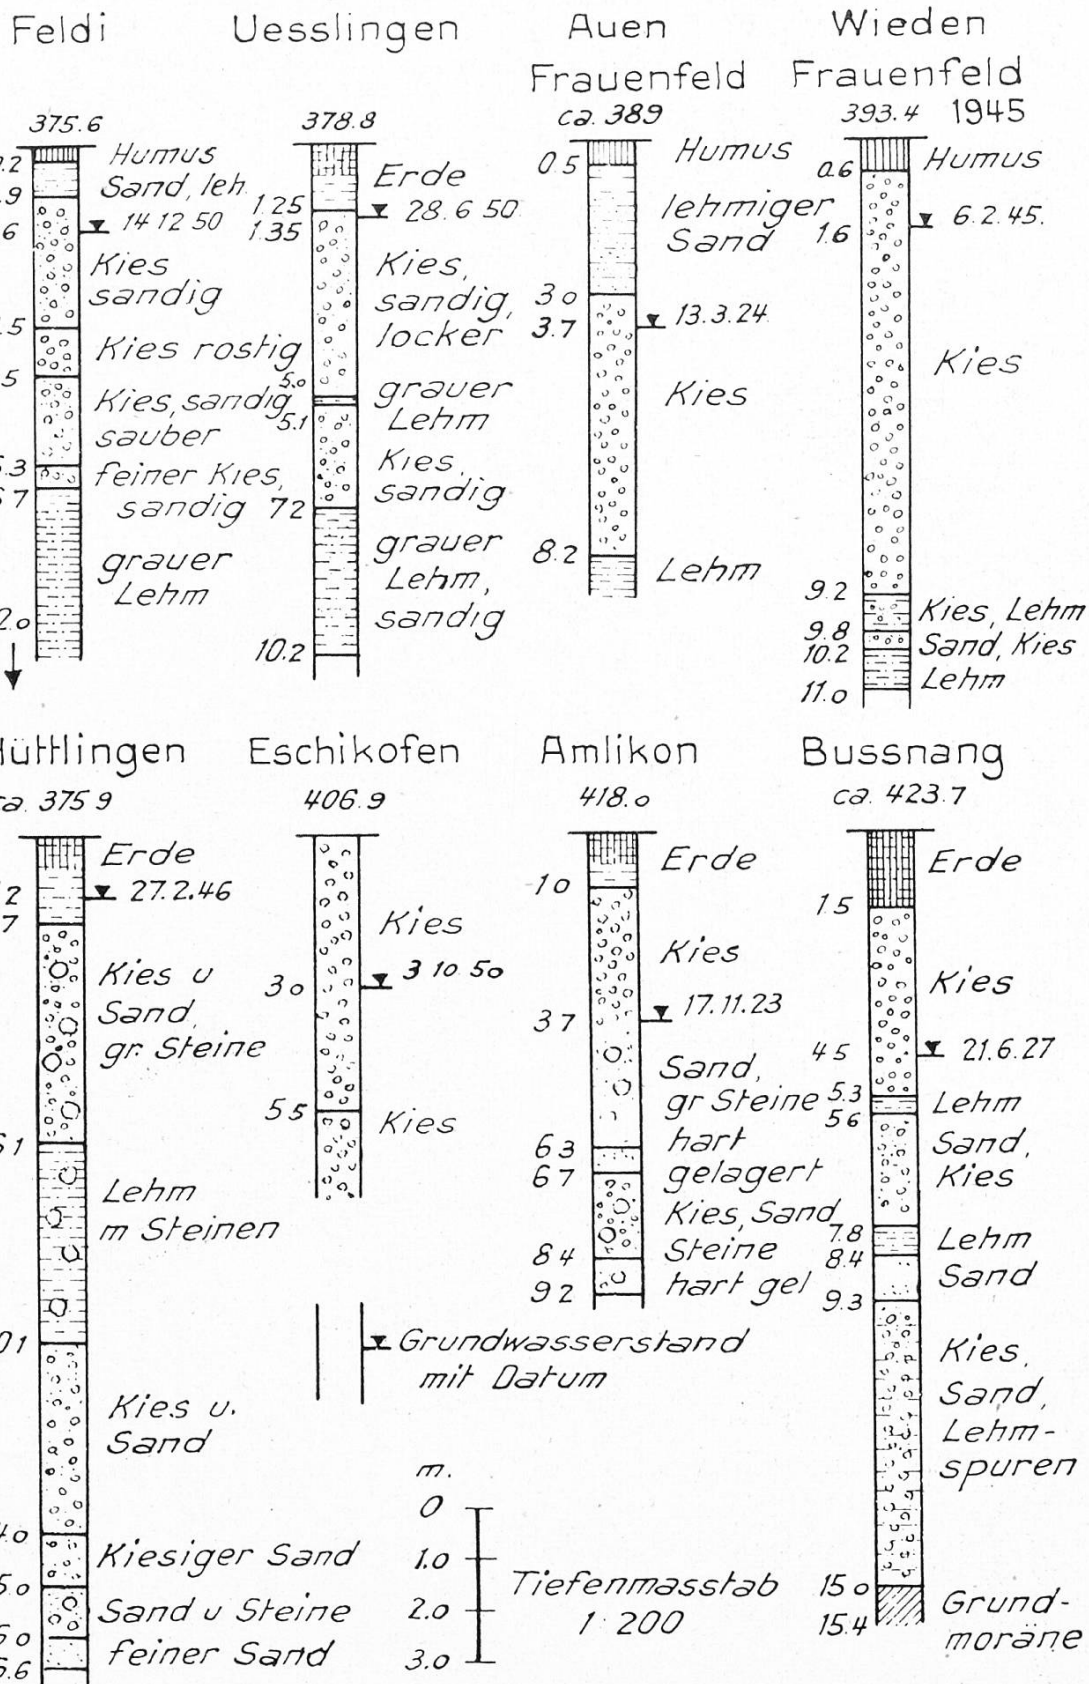 Feldi
375.6
Humus
Sand, leh.
14 12 50
Kies
sandig
Kies rostig
Kies, sandig
sauber
feiner Kies,
sandig
grauer
Lehm
Uesslingen
378.8
Erde
1.25
28.6 50
1.35
Kies,
sandig,
locker
5.0
grauer
Lehm
5.1
Kies,
sandig
72
grauer
Lehm,
sandig
10.2
Auen
Frauenfeld
ca. 389
0.5
Humus
lehmiger
Sand
3 0
3.7
13.3.24
Kies
8.2
Lehm
Wieden
Frauenfeld
393.4 1945
0.6
Humus
1.6
6.2.45.
Kies
9.2
Kies, Lehm
9.8
Sand, Kies
10.2
Lehm
11.0
375 9
Erde
27.2.46
Kies u
Sand,
gr. Steine
Lehm
m Steinen
Kies u.
Sand
Kiesiger Sand
Sand u Steine
feiner Sand
Eschikofen
406.9
Kies
3 10 50
3 0
5 5
Kies
Amlikon
418.0
Erde
1 0
Kies
17.11.23
3 7
Sand,
gr Steine
hart
6 3
gelagert
6 7
Kies, Sand
Steine
8 4
hart gel
9 2
Bussnang
ca. 423.7
Erde
1.5
Kies
4 5
21.6.27
5.3
Lehm
5 6
Sand,
Kies
7.8
Lehm
8.4
Sand
9.3
Kies,
Sand,
Lehm-
spuren
15 0
Grund-
moräne
15.4
Grundwasserstand
mit Datum
m.
0
1.0
2.0
3.0
Tiefenmasstab
1 : 200